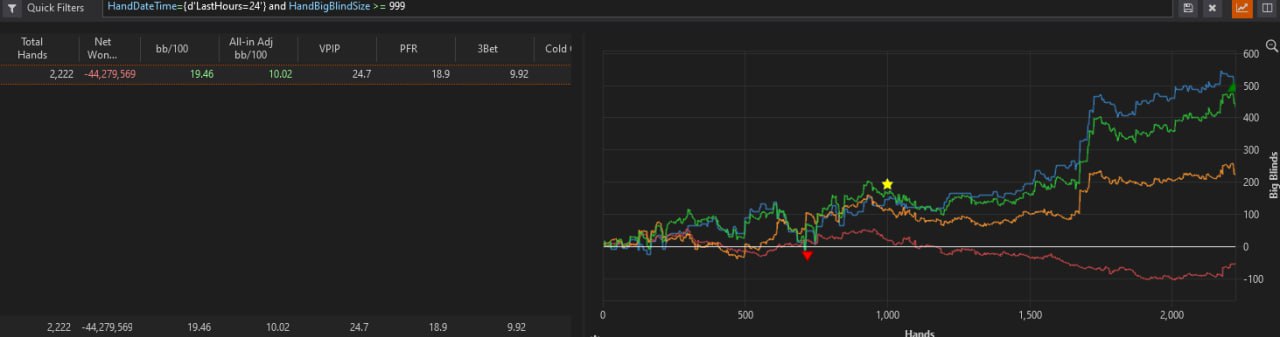 Quick Filters
HandDateTime={d'LastHours=24'} and HandBigBlindSize >= 999
Total Hands
Net Won...
bb/100
All-in Adj bb/100
VPIP
PFR
3Bet
Cold
2,222 -44,279,569 19.46 10.02 24.7 18.9 9.92
2,222 -44,279,569 19.46 10.02 24.7 18.9 9.92
600
500
400
300
200
100
0
-100
Big Blinds
0 500 1,000 1,500 2,000
Hands